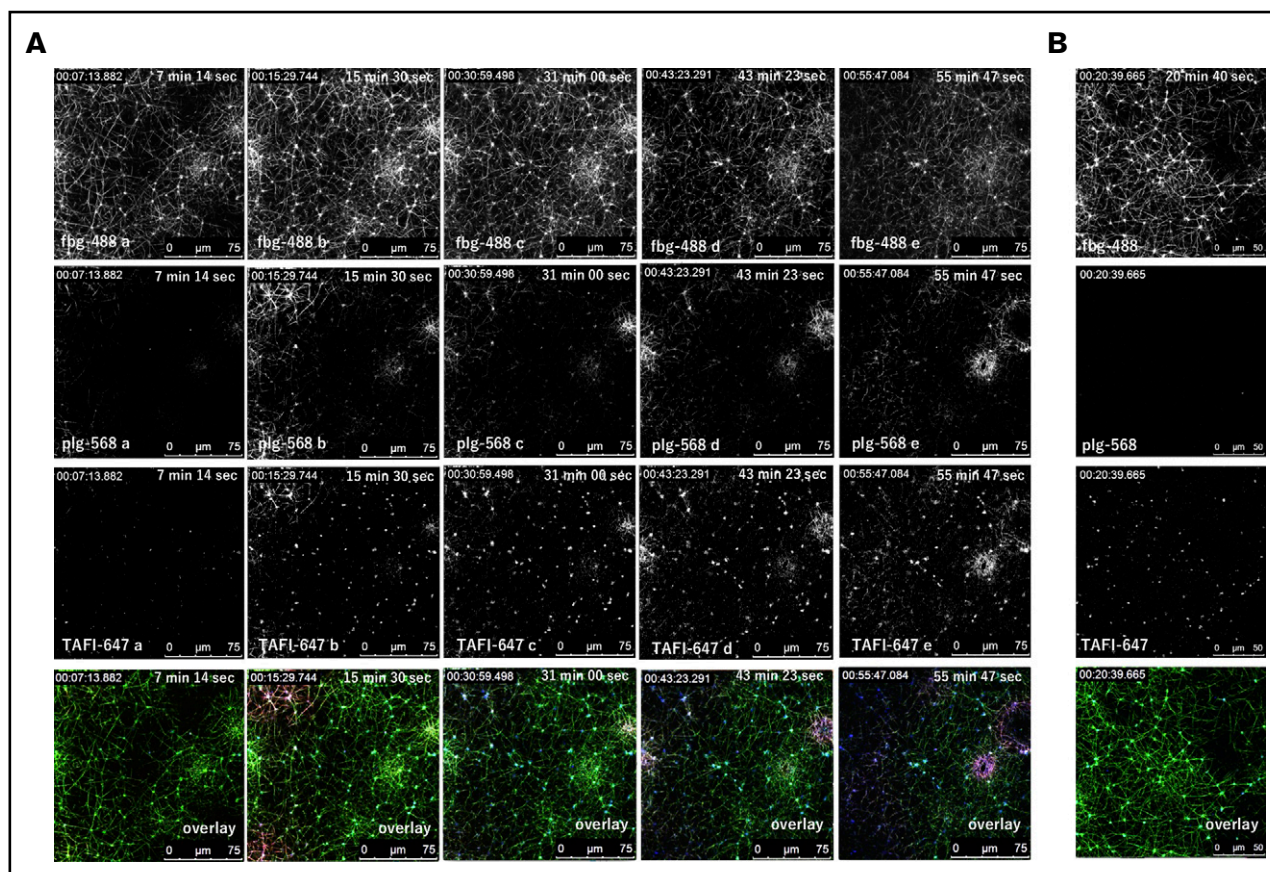 A
B
00:07:13.882 7 min 14 sec
fbg-488 a
0 µm 75
00:15:29.744 15 min 30 sec
fbg-488 b
0 µm 75
00:30:59.498 31 min 00 sec
fbg-488 c
0 µm 75
00:43:23.291 43 min 23 sec
fbg-488 d
0 µm 75
00:55:47.084 55 min 47 sec
fbg-488 e
0 µm 75
00:20:39.665 20 min 40 sec
fbg-488
0 µm 50
00:07:13.882 7 min 14 sec
plg-568 a
0 µm 75
00:15:29.744 15 min 30 sec
plg-568 b
0 µm 75
00:30:59.498 31 min 00 sec
plg-568 c
0 µm 75
00:43:23.291 43 min 23 sec
plg-568 d
0 µm 75
00:55:47.084 55 min 47 sec
plg-568 e
0 µm 75
00:20:39.665
plg-568
0 µm 50
00:07:13.882 7 min 14 sec
TAFI-647 a
0 µm 75
00:15:29.744 15 min 30 sec
TAFI-647 b
0 µm 75
00:30:59.498 31 min 00 sec
TAFI-647 c
0 µm 75
00:43:23.291 43 min 23 sec
TAFI-647 d
0 µm 75
00:55:47.084 55 min 47 sec
TAFI-647 e
0 µm 75
00:20:39.665
TAFI-647
0 µm 50
00:07:13.882 7 min 14 sec
overlay
0 µm 75
00:15:29.744 15 min 30 sec
overlay
0 µm 75
00:30:59.498 31 min 00 sec
overlay
0 µm 75
00:43:23.291 43 min 23 sec
overlay
0 µm 75
00:55:47.084 55 min 47 sec
overlay
0 µm 75
00:20:39.665
overlay
0 µm 50